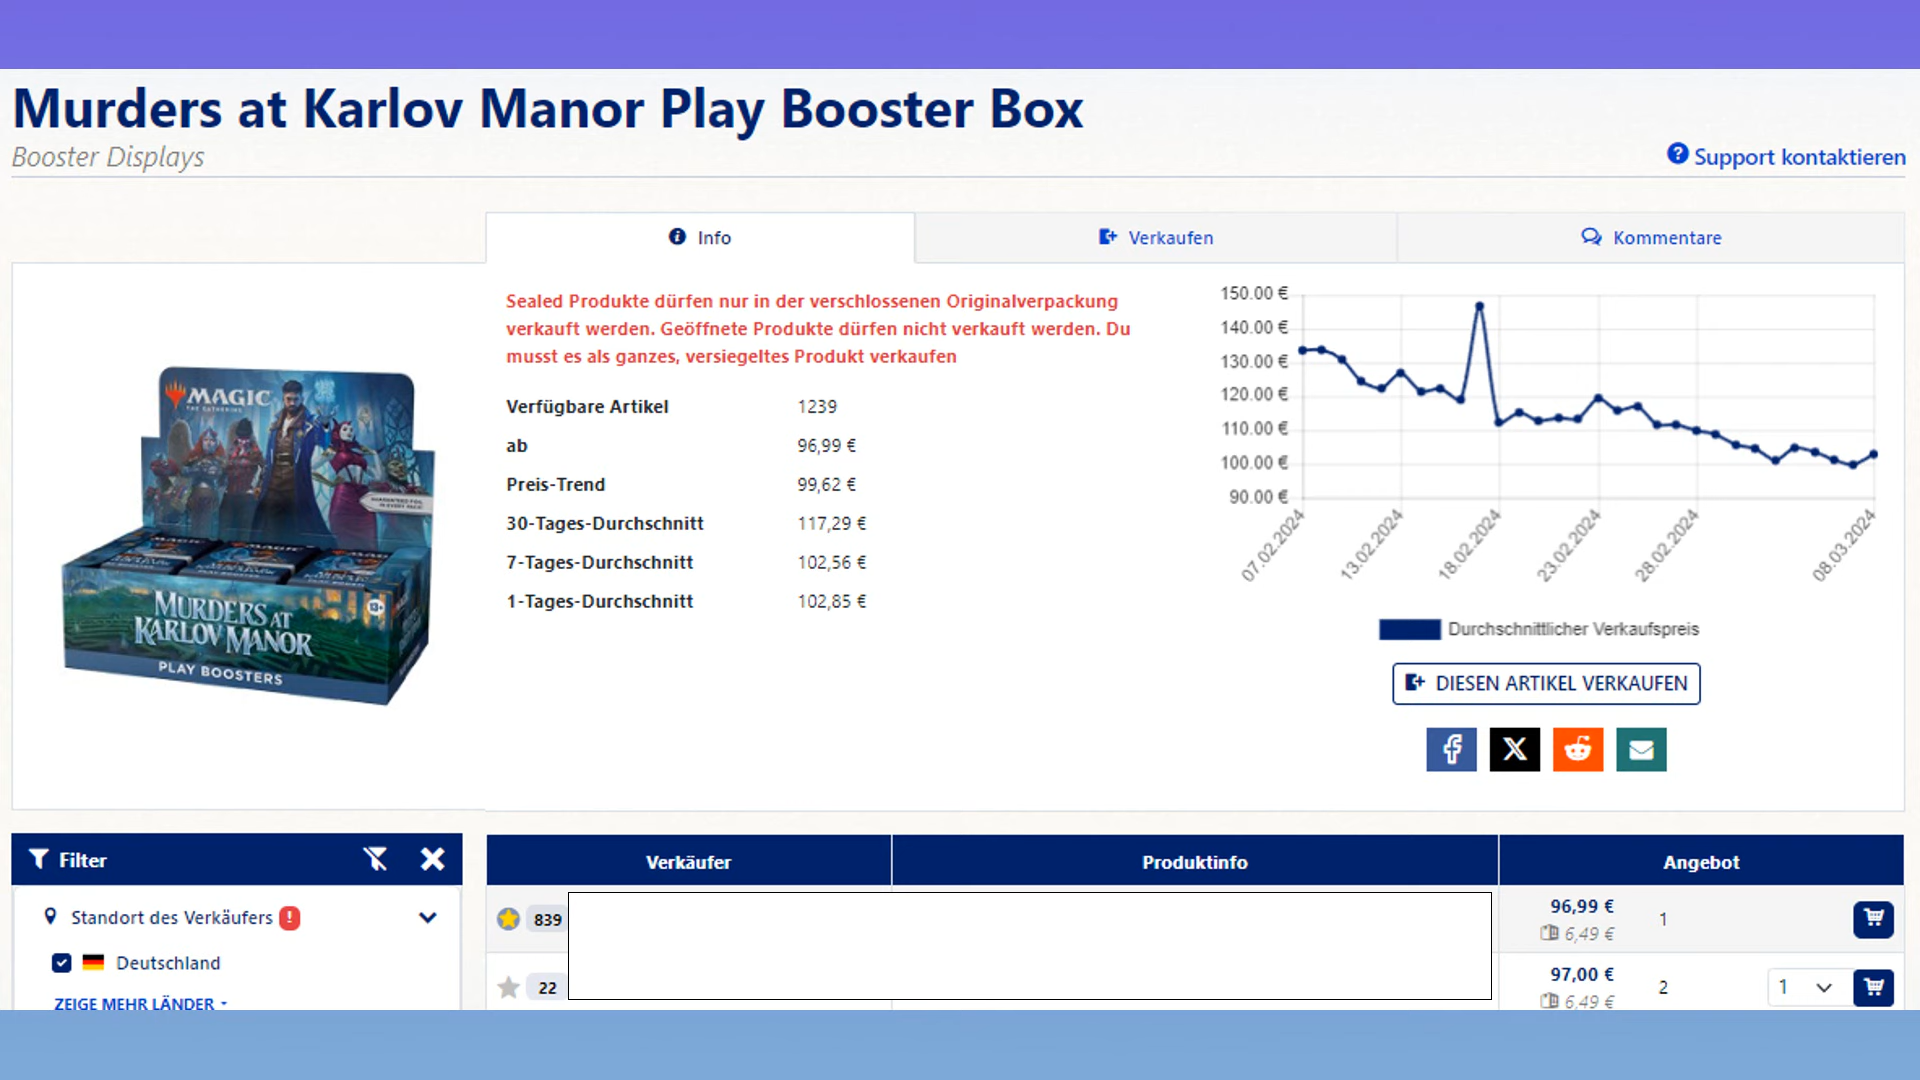 Murders at Karlov Manor Play Booster Box
Booster Displays
Support kontaktieren
Info
Verkaufen
Kommentare
Sealed Produkte dürfen nur in der verschlossenen Originalverpackung
verkauft werden. Geöffnete Produkte dürfen nicht verkauft werden. Du
musst es als ganzes, versiegeltes Produkt verkaufen
Verfügbare Artikel 1239
ab 96,99 €
Preis-Trend 99,62 €
30-Tages-Durchschnitt 117,29 €
7-Tages-Durchschnitt 102,56 €
1-Tages-Durchschnitt 102,85 €
150.00 €
140.00 €
130.00 €
120.00 €
110.00 €
100.00 €
90.00 €
07.02.2024
13.02.2024
18.02.2024
23.02.2024
28.02.2024
08.03.2024
Durchschnittlicher Verkaufspreis
DIESEN ARTIKEL VERKAUFEN
MAGIC
THE GATHERING
MAGIC
MURDERS AT
KARLOV MANOR
PLAY BOOSTERS
13+
Filter
Standort des Verkäufers
Deutschland
ZEIGE MEHR LÄNDER
Verkäufer
Produktinfo
Angebot
839
96,99 €
6,49 €
1
22
97,00 €
6,49 €
2
1